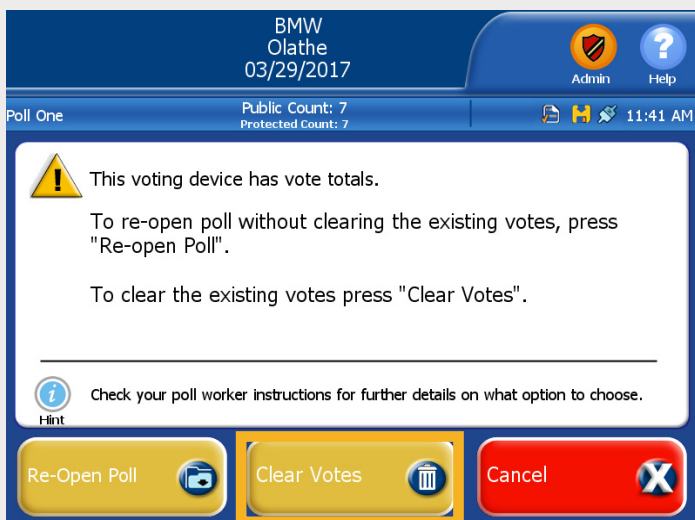 BMW
Olathe
03/29/2017
Admin
Help
Poll One
Public Count: 7
Protected Count: 7
11:41 AM
This voting device has vote totals.
To re-open poll without clearing the existing votes, press
"Re-open Poll".
To clear the existing votes press "Clear Votes".
Hint
Check your poll worker instructions for further details on what option to choose.
Re-Open Poll
Clear Votes
Cancel